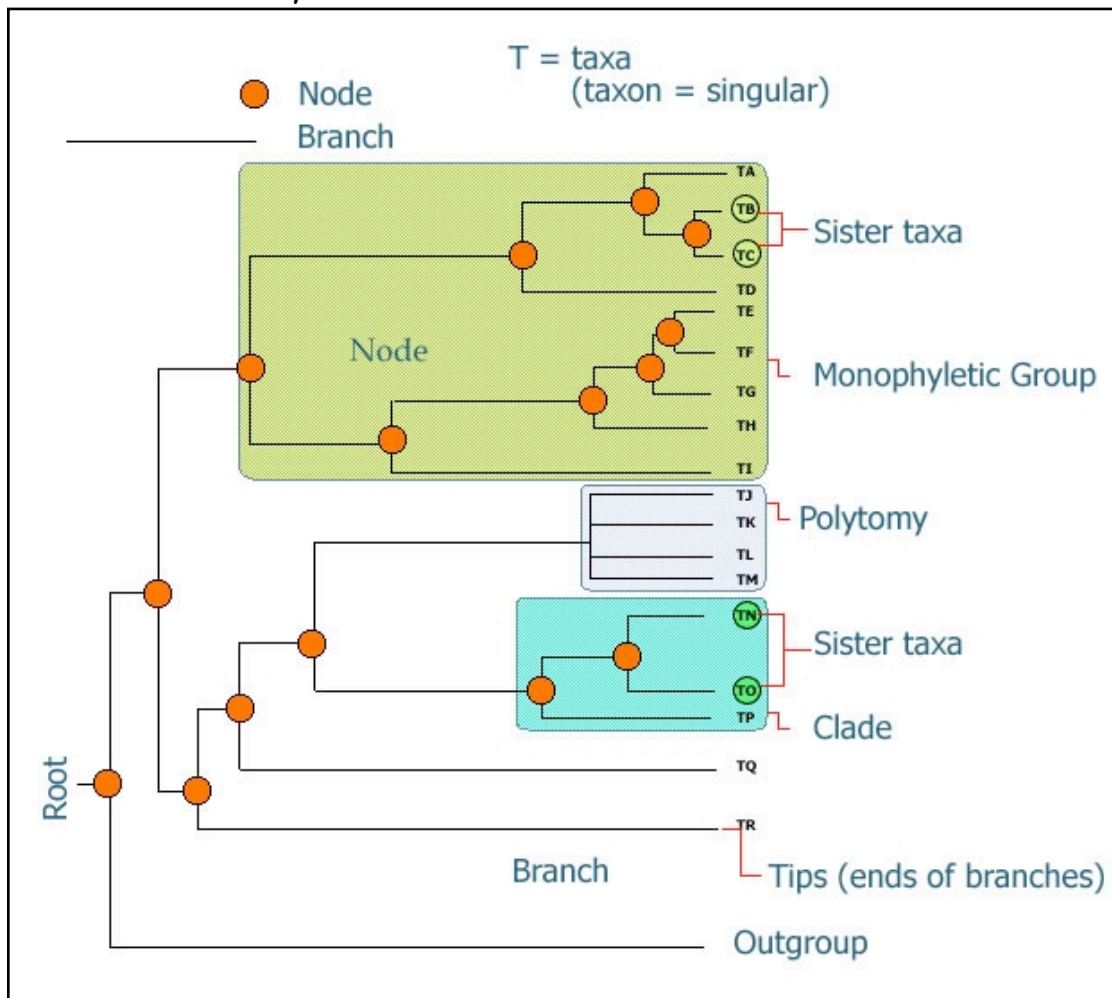 T = taxa
(taxon = singular)
Node
Branch
TA
TB
Sister taxa
TC
TD
TE
Node
TF
Monophyletic Group
TG
TH
TI
TJ
Polytomy
TK
TL
TM
TN
Sister taxa
TO
TP
Clade
TQ
Root
TR
Branch
Tips (ends of branches)
Outgroup